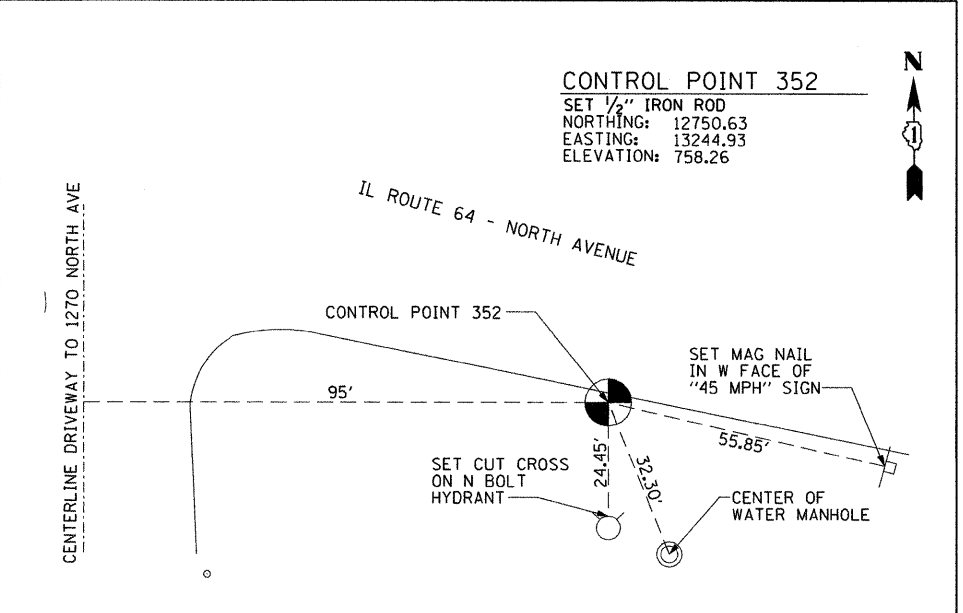 N
CONTROL POINT 352
SET 1/2" IRON ROD
NORTHING: 12750.63
EASTING: 13244.93
ELEVATION: 758.26
1
IL ROUTE 64 - NORTH AVENUE
CENTERLINE DRIVEWAY TO 1270 NORTH AVE
CONTROL POINT 352
SET MAG NAIL
IN W FACE OF
"45 MPH" SIGN
95'
55.85'
24.45'
32.30'
SET CUT CROSS
ON N BOLT
HYDRANT
CENTER OF
WATER MANHOLE